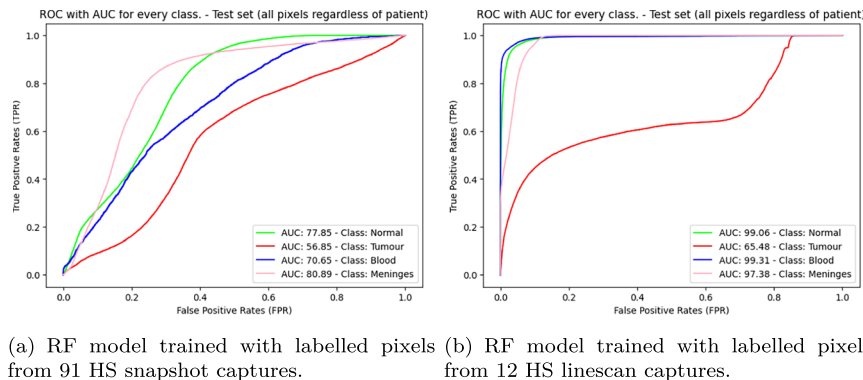 ROC with AUC for every class. - Test set (all pixels regardless of patient)
1.0
0.8
0.6
0.4
0.2
0.0
True Positive Rates (TPR)
AUC: 77.85 - Class: Normal
AUC: 56.85 - Class: Tumour
AUC: 70.65 - Class: Blood
AUC: 80.89 - Class: Meninges
0.0 0.2 0.4 0.6 0.8 1.0
False Positive Rates (FPR)
(a) RF model trained with labelled pixels
from 91 HS snapshot captures.
ROC with AUC for every class. - Test set (all pixels regardless of patient)
1.0
0.8
0.6
0.4
0.2
0.0
True Positive Rates (TPR)
AUC: 99.06 - Class: Normal
AUC: 65.48 - Class: Tumour
AUC: 99.31 - Class: Blood
AUC: 97.38 - Class: Meninges
0.0 0.2 0.4 0.6 0.8 1.0
False Positive Rates (FPR)
(b) RF model trained with labelled pixel
from 12 HS linescan captures.